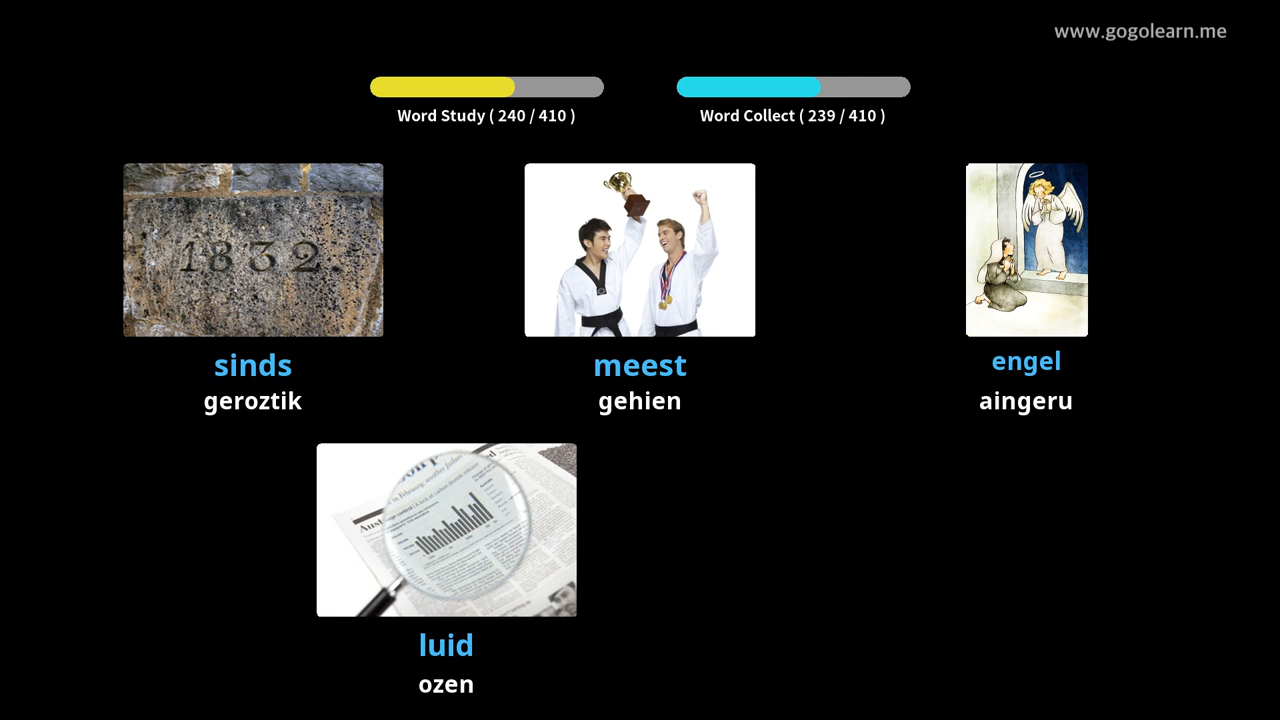 www.gogolearn.me
Word Study ( 240 / 410 )
Word Collect ( 239 / 410 )
1832.
sinds
geroztik
meest
gehien
engel
aingeru
luid
ozen